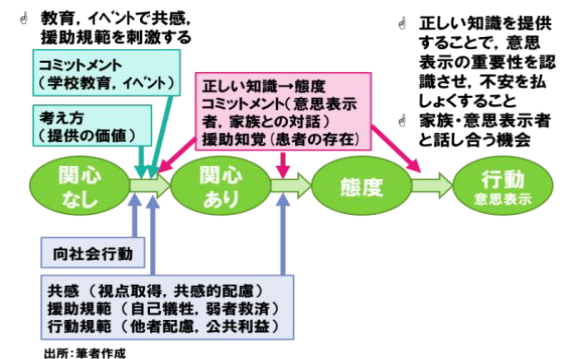 ☝ 教育，イベントで共感，
援助規範を刺激する
コミットメント
（学校教育，イベント）
考え方
（提供の価値）
正しい知識→態度
コミットメント（意思表示
者，家族との対話）
援助知覚（患者の存在）
☝ 正しい知識を提供
することで，意思
表示の重要性を認
識させ，不安を払
しょくすること
☝ 家族・意思表示者
と話し合う機会
関心
なし
関心
あり
態度
行動
意思表示
向社会行動
共感（視点取得，共感的配慮）
援助規範（自己犠牲，弱者救済）
行動規範（他者配慮，公共利益）
出所：筆者作成